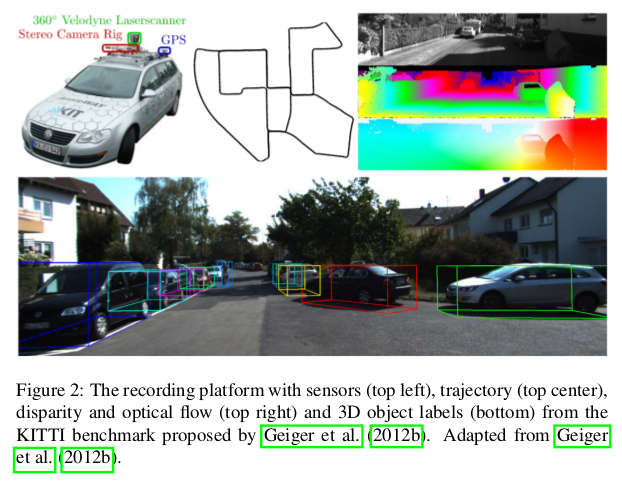 360° Velodyne Laserscanner
Stereo Camera Rig
GPS
Figure 2: The recording platform with sensors (top left), trajectory (top center),
disparity and optical flow (top right) and 3D object labels (bottom) from the
KITTI benchmark proposed by Geiger et al. (2012b). Adapted from Geiger
et al. (2012b).